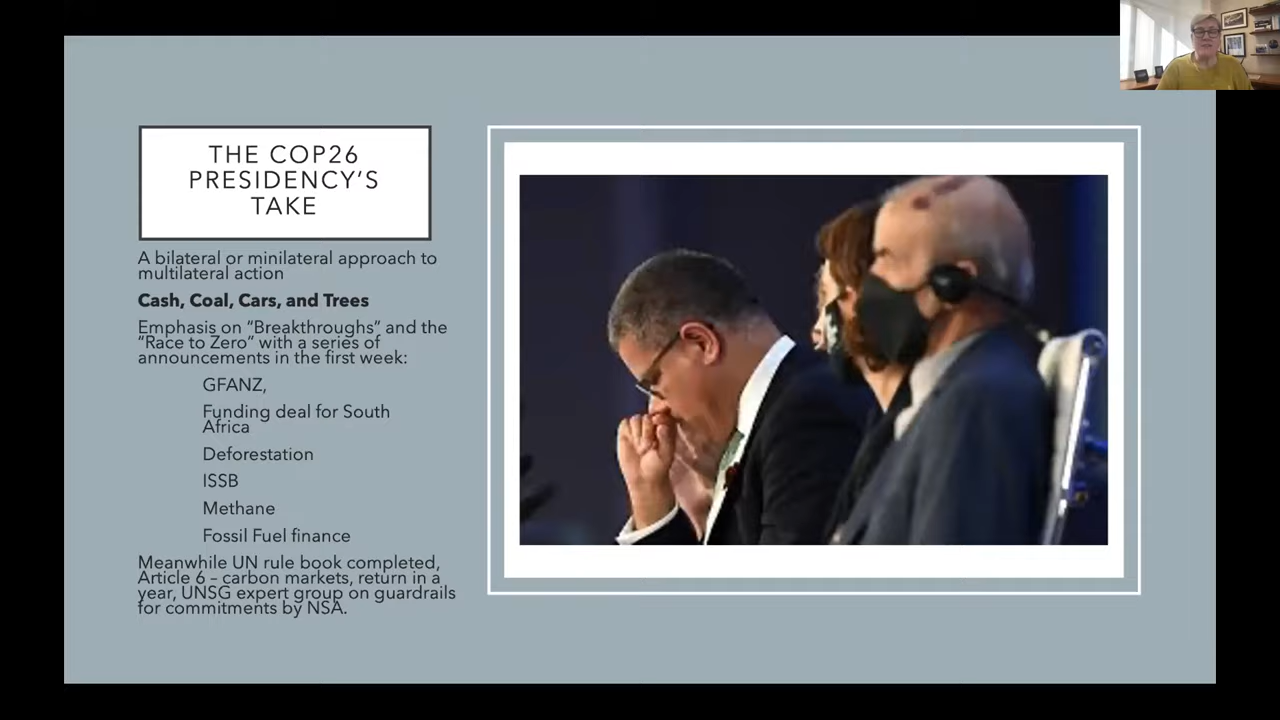 THE COP26
PRESIDENCY'S
TAKE
A bilateral or minilateral approach to
multilateral action
Cash, Coal, Cars, and Trees
Emphasis on "Breakthroughs" and the
"Race to Zero" with a series of
announcements in the first week:
GFANZ,
Funding deal for South
Africa
Deforestation
ISSB
Methane
Fossil Fuel finance
Meanwhile UN rule book completed,
Article 6 – carbon markets, return in a
year, UNSG expert group on guardrails
for commitments by NSA.